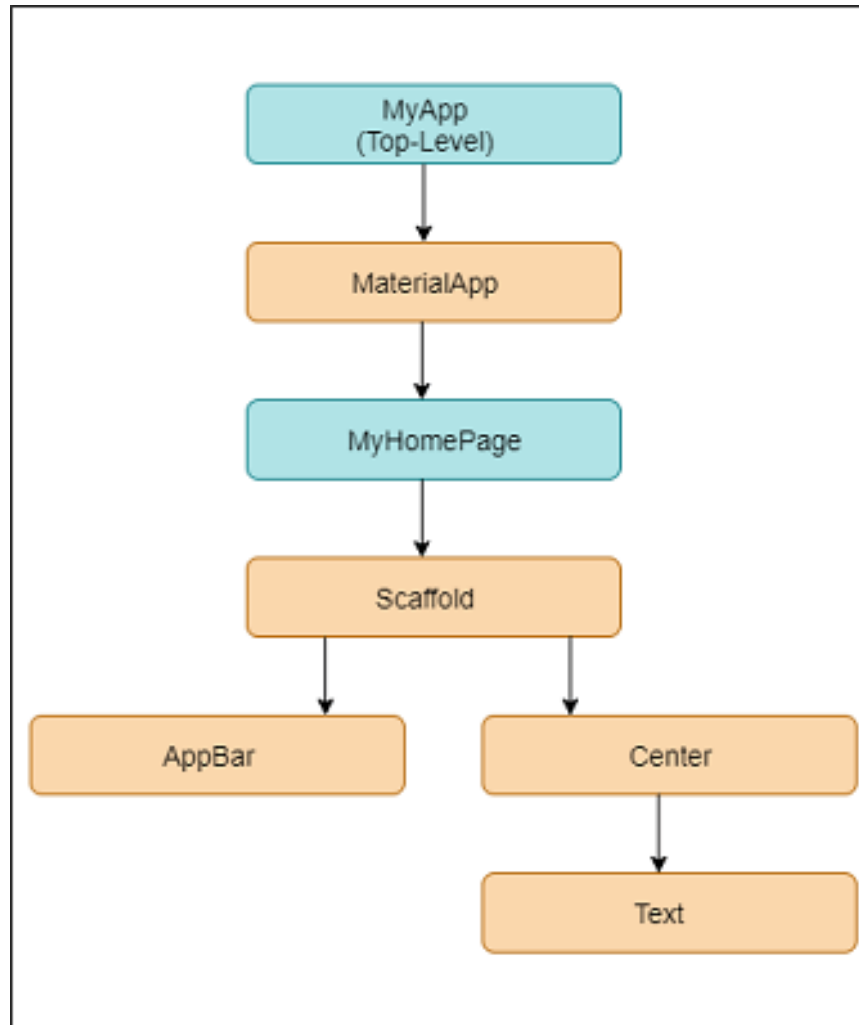 MyApp
(Top-Level)
MaterialApp
MyHomePage
Scaffold
AppBar
Center
Text